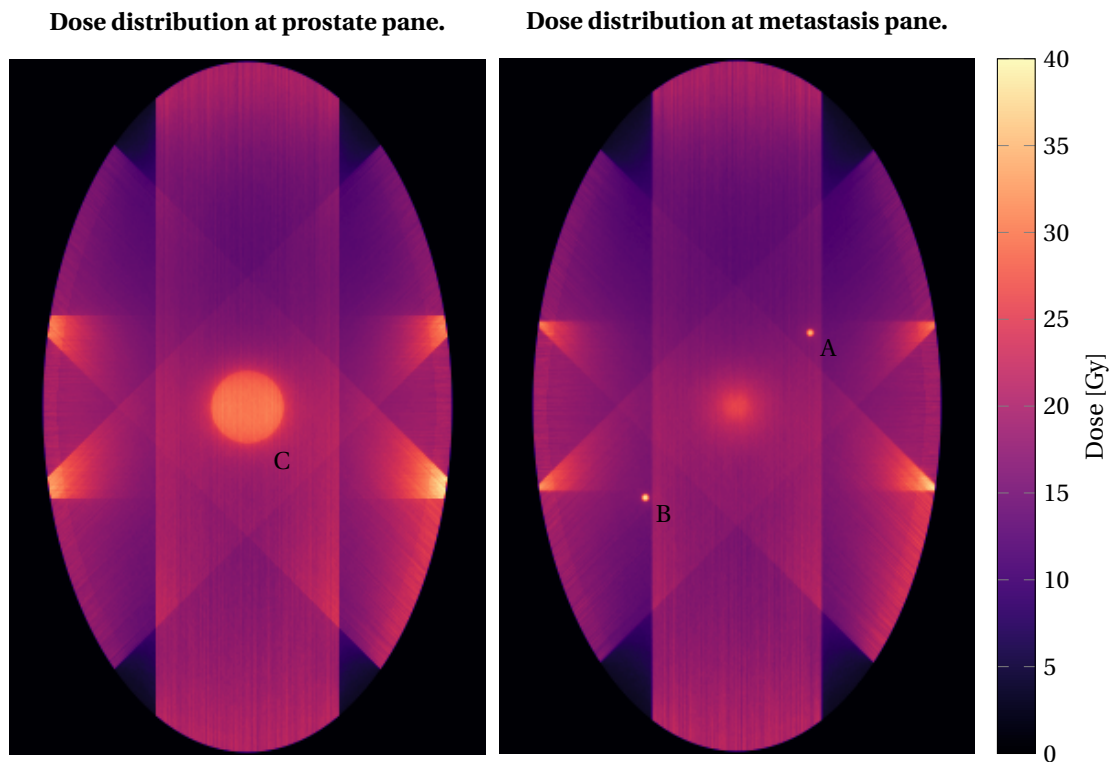 Dose distribution at prostate pane.
Dose distribution at metastasis pane.
C
A
B
40
35
30
25
20
15
10
5
0
Dose [Gy]